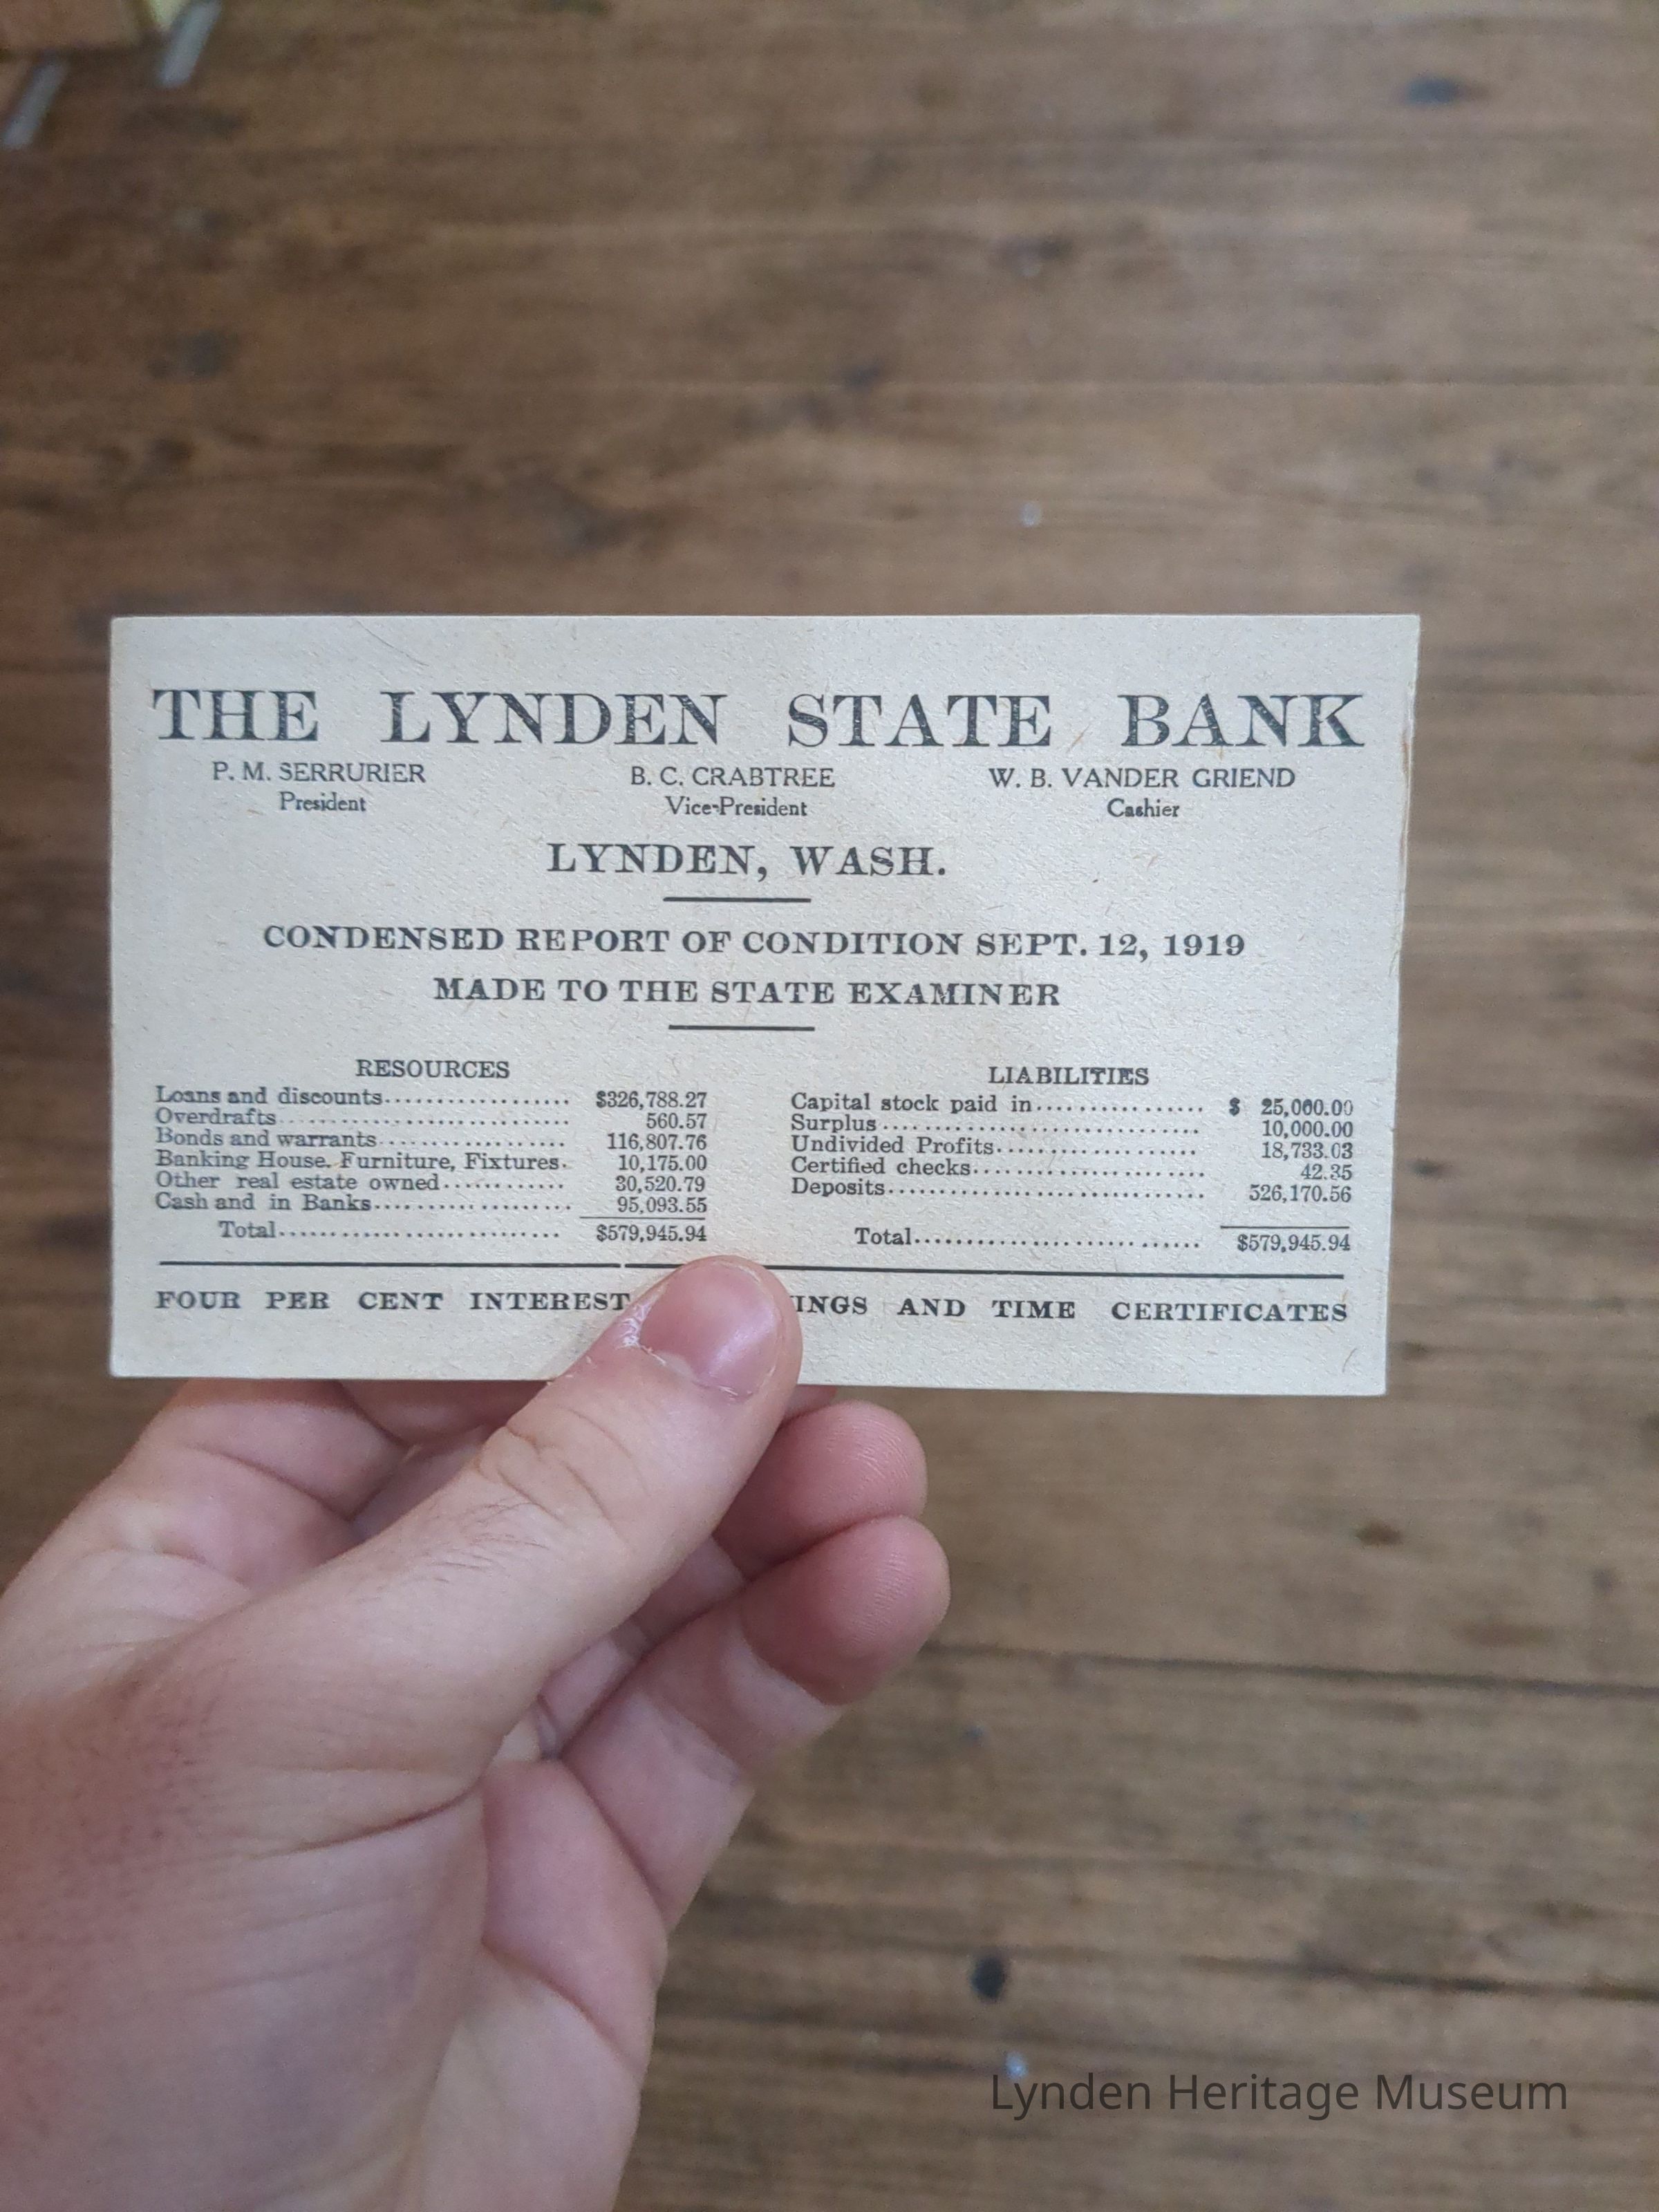 THE LYNDEN STATE BANK
P. M. SERRURIER B. C. CRABTREE W. B. VANDER GRIEND
President Vice-President Cashier
LYNDEN, WASH.
CONDENSED REPORT OF CONDITION SEPT. 12, 1919
MADE TO THE STATE EXAMINER
RESOURCES
Loans and discounts.................. $326,788.27
Overdrafts............................. 560.57
Bonds and warrants.................. 116,807.76
Banking House. Furniture, Fixtures. 10,175.00
Other real estate owned............ 30,520.79
Cash and in Banks................... 95,093.55
Total........................... $579,945.94
LIABILITIES
Capital stock paid in................ $ 25,000.00
Surplus.............................. 10,000.00
Undivided Profits................... 18,733.03
Certified checks...................... 42.35
Deposits.............................. 526,170.56
Total........................... $579,945.94
FOUR PER CENT INTEREST INGS AND TIME CERTIFICATES
Lynden Heritage Museum